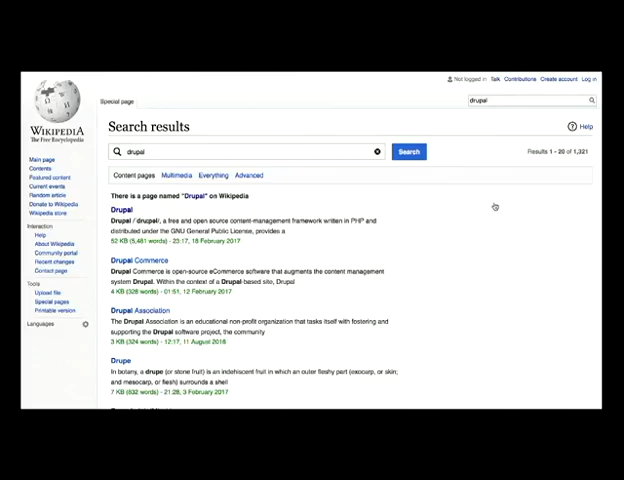 Not logged in Talk Contributions Create account Log in
Special page
drupal
WIKIPEDIA
The Free Encyclopedia
Main page
Contents
Featured content
Current events
Random article
Donate to Wikipedia
Wikipedia store
Interaction
Help
About Wikipedia
Community portal
Recent changes
Contact page
Tools
Upload file
Special pages
Printable version
Languages
Search results
Help
drupal
Search
Results 1 – 20 of 1,321
Content pages Multimedia Everything Advanced
There is a page named "Drupal" on Wikipedia
Drupal
Drupal /ˈdruːpəl/, a free and open source content-management framework written in PHP and
distributed under the GNU General Public License, provides a
52 KB (5,481 words) - 23:17, 18 February 2017
Drupal Commerce
Drupal Commerce is open-source eCommerce software that augments the content management
system Drupal. Within the context of a Drupal-based site, Drupal
4 KB (328 words) - 01:51, 12 February 2017
Drupal Association
The Drupal Association is an educational non-profit organization that tasks itself with fostering and
supporting the Drupal software project, the community
3 KB (324 words) - 12:17, 11 August 2016
Drupe
In botany, a drupe (or stone fruit) is an indehiscent fruit in which an outer fleshy part (exocarp, or skin;
and mesocarp, or flesh) surrounds a shell
7 KB (832 words) - 21:28, 3 February 2017